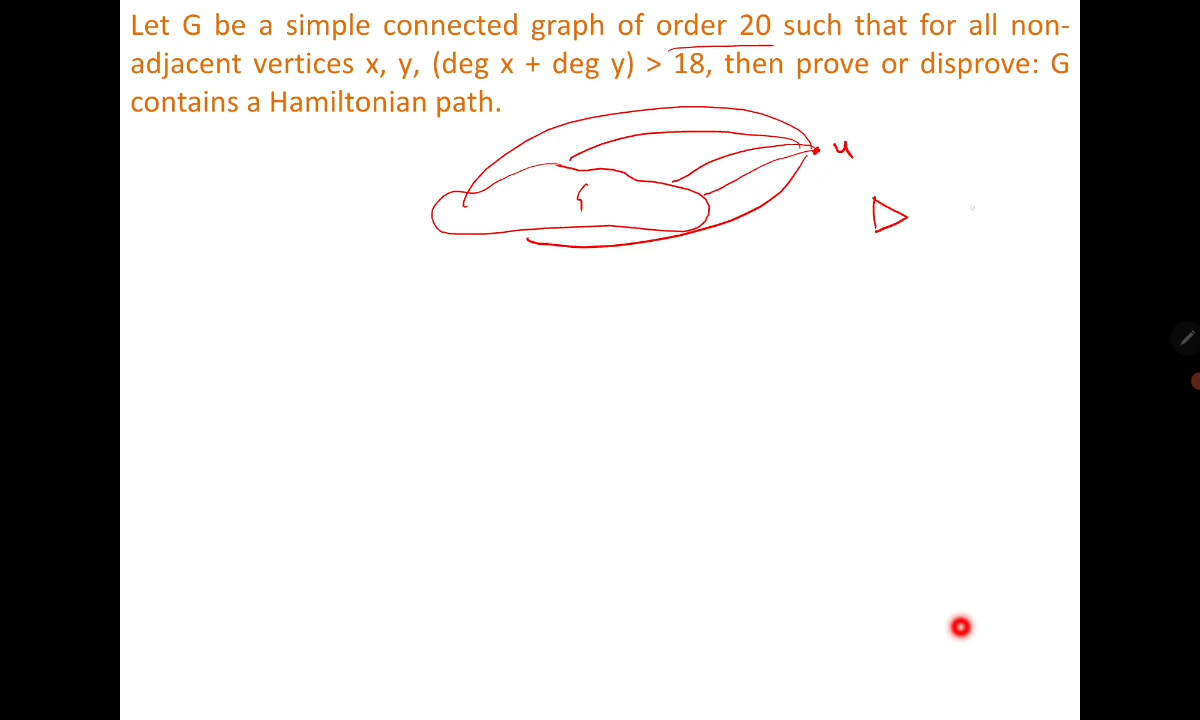 Let G be a simple connected graph of order 20 such that for all non-
adjacent vertices x, y, (deg x + deg y) > 18, then prove or disprove: G
contains a Hamiltonian path.
u
G